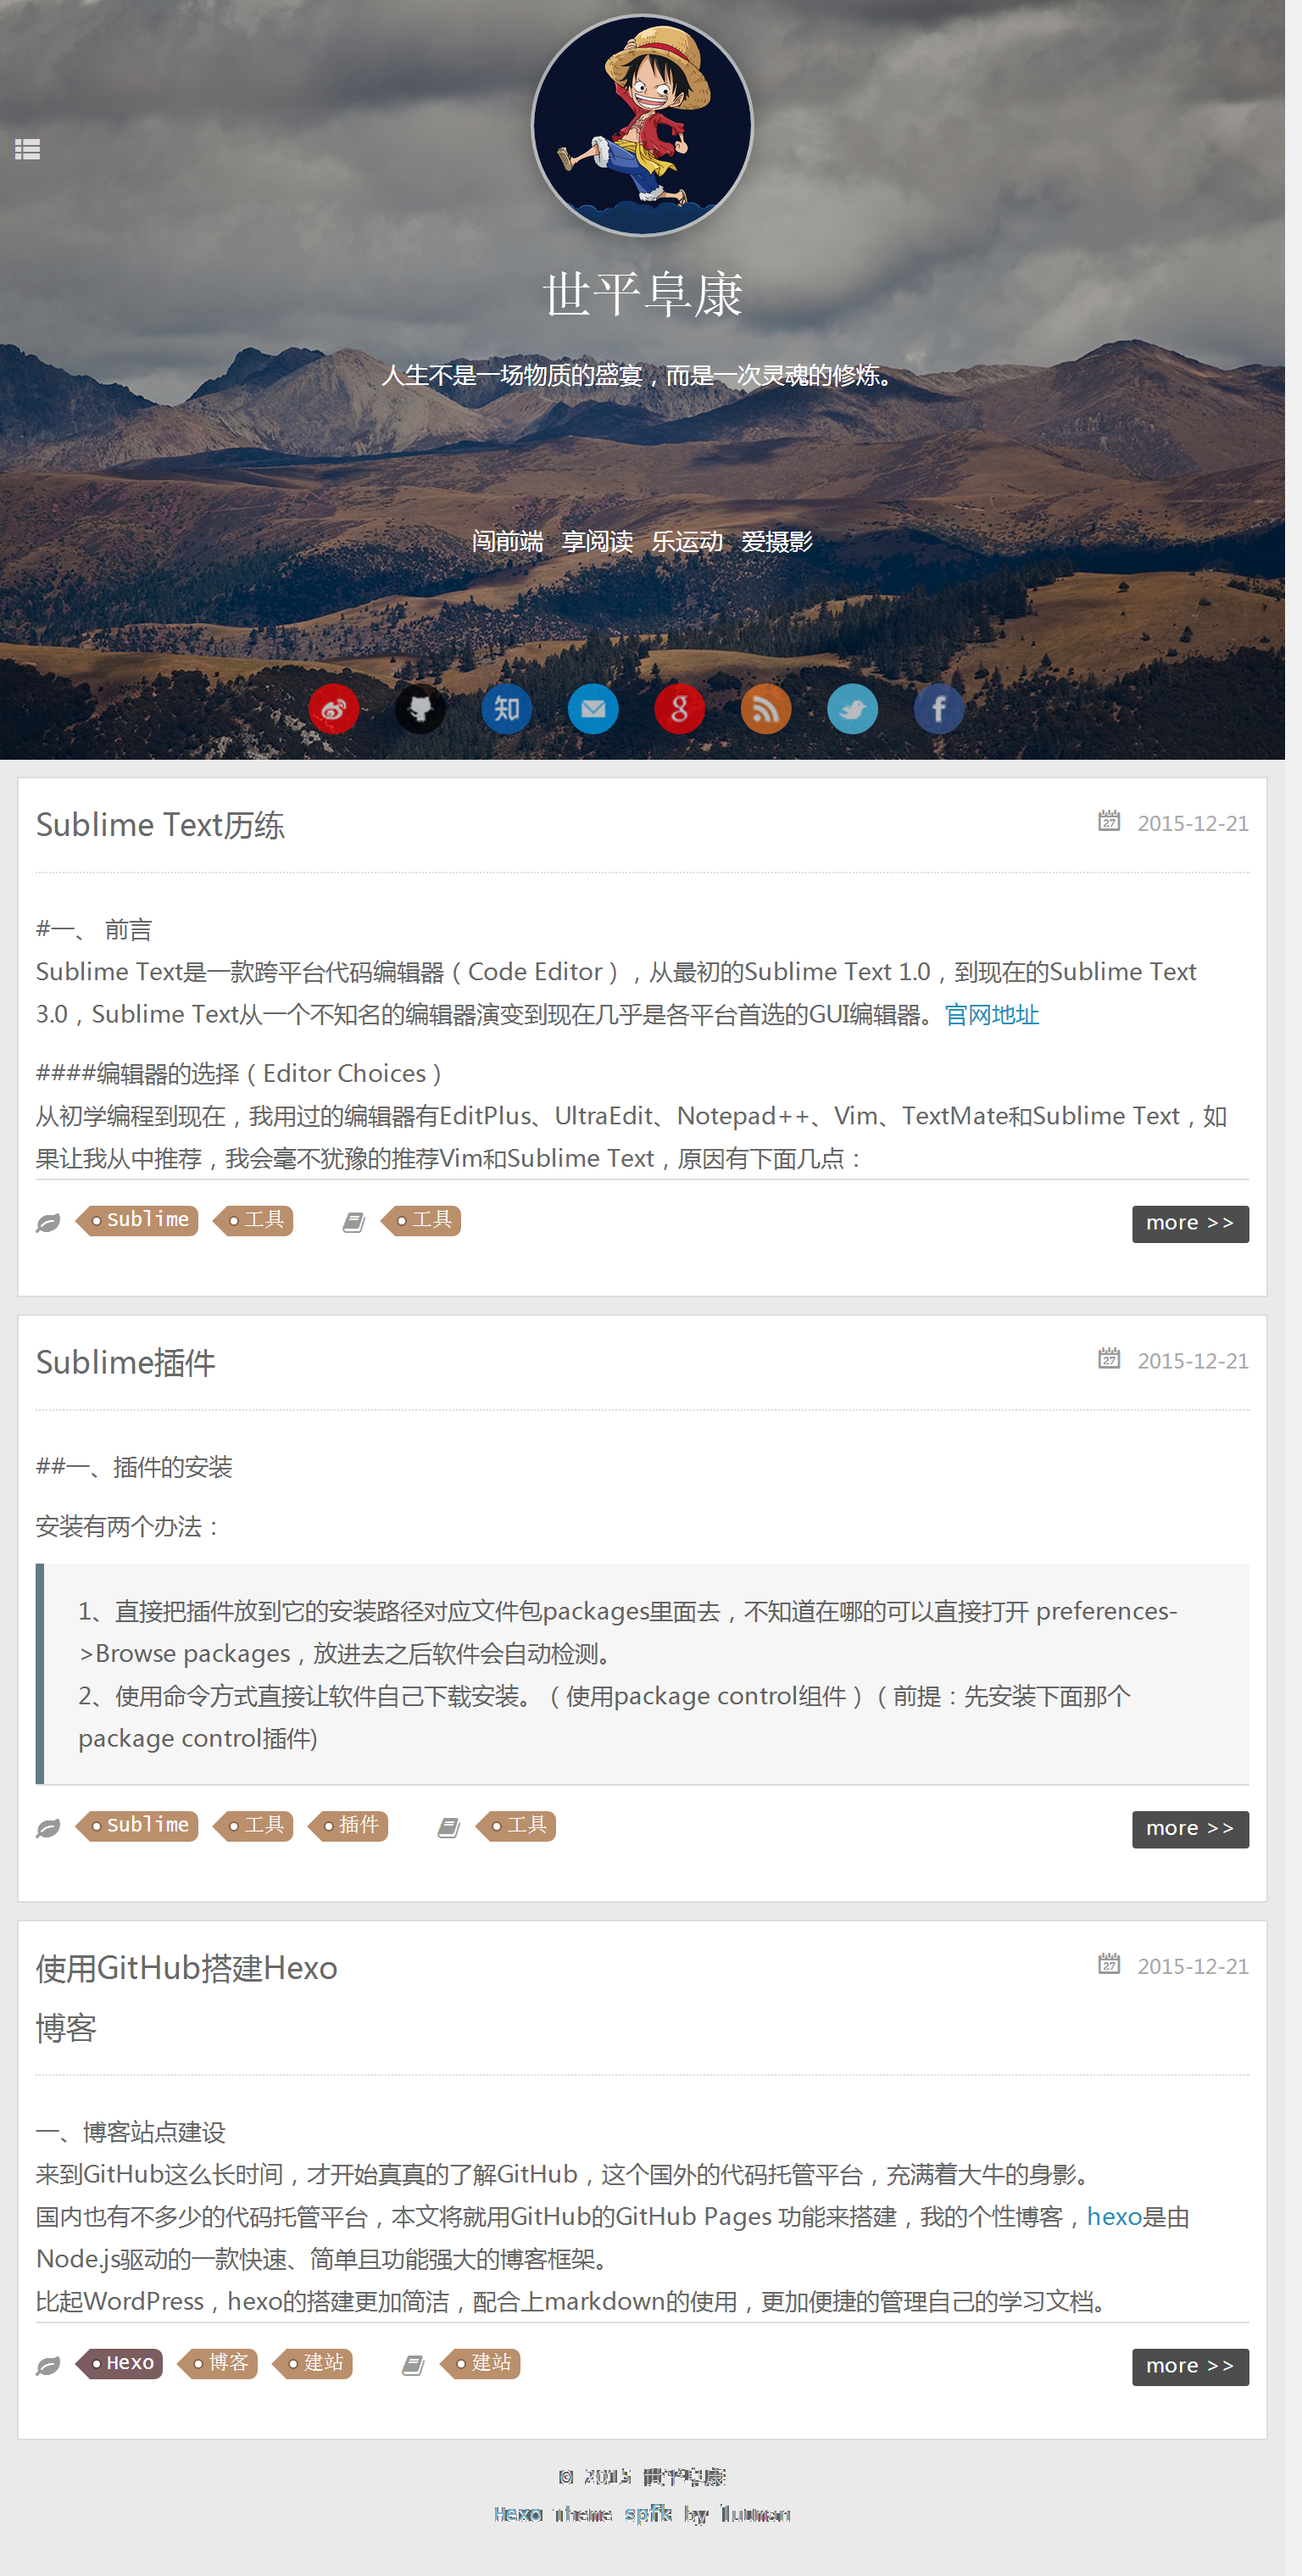 世平阜康
人生不是一场物质的盛宴，而是一次灵魂的修炼。
闯前端 享阅读 乐运动 爱摄影
知 g f
Sublime Text历练
27 2015-12-21
#一、 前言
Sublime Text是一款跨平台代码编辑器（Code Editor），从最初的Sublime Text 1.0，到现在的Sublime Text
3.0，Sublime Text从一个不知名的编辑器演变到现在几乎是各平台首选的GUI编辑器。官网地址
####编辑器的选择（Editor Choices）
从初学编程到现在，我用过的编辑器有EditPlus、UltraEdit、Notepad++、Vim、TextMate和Sublime Text，如
果让我从中推荐，我会毫不犹豫的推荐Vim和Sublime Text，原因有下面几点：
Sublime 工具 工具 more >>
Sublime插件
27 2015-12-21
##一、插件的安装
安装有两个办法：
1、直接把插件放到它的安装路径对应文件包packages里面去，不知道在哪的可以直接打开 preferences-
>Browse packages，放进去之后软件会自动检测。
2、使用命令方式直接让软件自己下载安装。（使用package control组件）（前提：先安装下面那个
package control插件)
Sublime 工具 插件 工具 more >>
使用GitHub搭建Hexo
博客
27 2015-12-21
一、博客站点建设
来到GitHub这么长时间，才开始真真的了解GitHub，这个国外的代码托管平台，充满着大牛的身影。
国内也有不多少的代码托管平台，本文将就用GitHub的GitHub Pages 功能来搭建，我的个性博客，hexo是由
Node.js驱动的一款快速、简单且功能强大的博客框架。
比起WordPress，hexo的搭建更加简洁，配合上markdown的使用，更加便捷的管理自己的学习文档。
Hexo 博客 建站 建站 more >>
© 世平阜康
Hexo Theme spfk by luuman